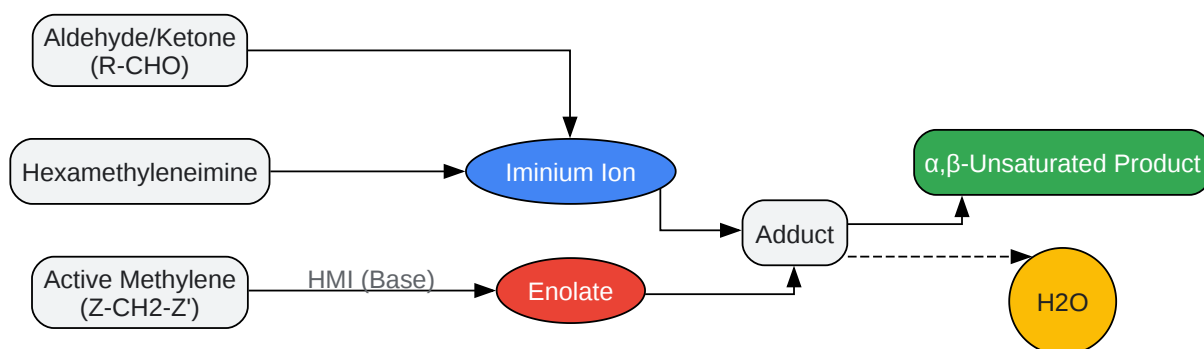 Aldehyde/Ketone
(R-CHO)
Hexamethyleneimine
Iminium Ion
α,β-Unsaturated Product
Adduct
Active Methylene
(Z-CH2-Z')
HMI (Base)
Enolate
H2O